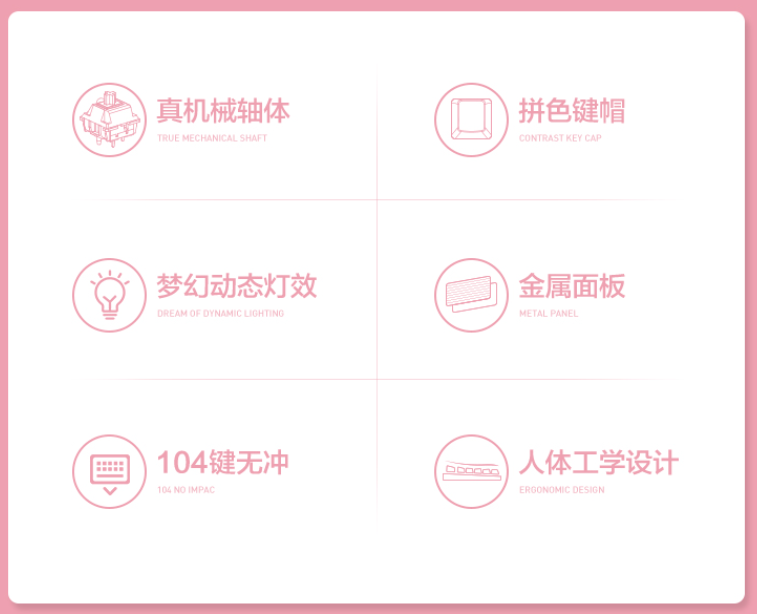 真机械轴体
TRUE MECHANICAL SHAFT
拼色键帽
CONTRAST KEY CAP
梦幻动态灯效
DREAM OF DYNAMIC LIGHTING
金属面板
METAL PANEL
104键无冲
104 NO IMPAC
人体工学设计
ERGONOMIC DESIGN